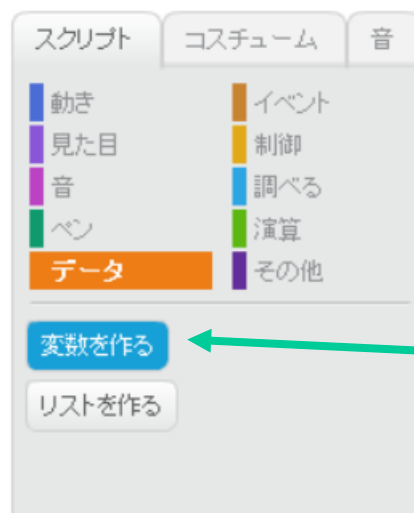 スクリプト コスチューム 音
動き イベント
見た目 制御
音 調べる
ペン 演算
データ その他
変数を作る
リストを作る